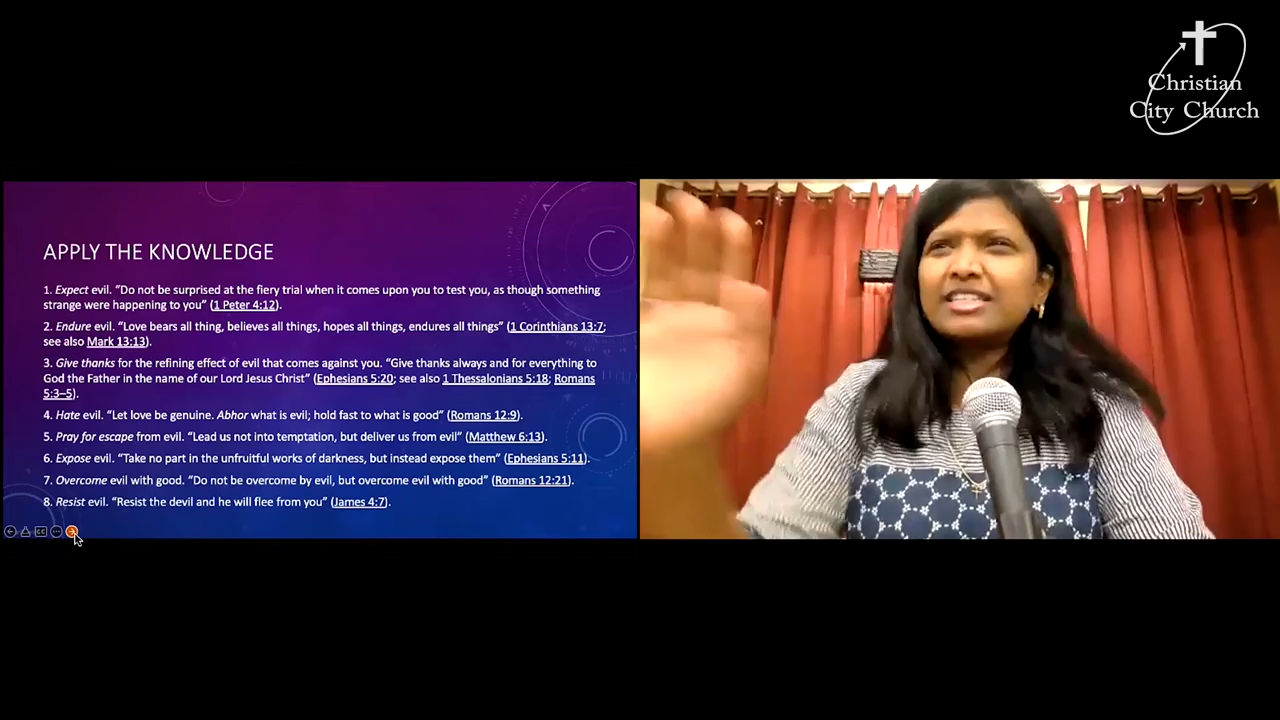 Christian
City Church
APPLY THE KNOWLEDGE
1. Expect evil. “Do not be surprised at the fiery trial when it comes upon you to test you, as though something
strange were happening to you” (1 Peter 4:12).
2. Endure evil. “Love bears all thing, believes all things, hopes all things, endures all things” (1 Corinthians 13:7;
see also Mark 13:13).
3. Give thanks for the refining effect of evil that comes against you. “Give thanks always and for everything to
God the Father in the name of our Lord Jesus Christ” (Ephesians 5:20; see also 1 Thessalonians 5:18; Romans
5:3–5).
4. Hate evil. “Let love be genuine. Abhor what is evil; hold fast to what is good” (Romans 12:9).
5. Pray for escape from evil. “Lead us not into temptation, but deliver us from evil” (Matthew 6:13).
6. Expose evil. “Take no part in the unfruitful works of darkness, but instead expose them” (Ephesians 5:11).
7. Overcome evil with good. “Do not be overcome by evil, but overcome evil with good” (Romans 12:21).
8. Resist evil. “Resist the devil and he will flee from you” (James 4:7).